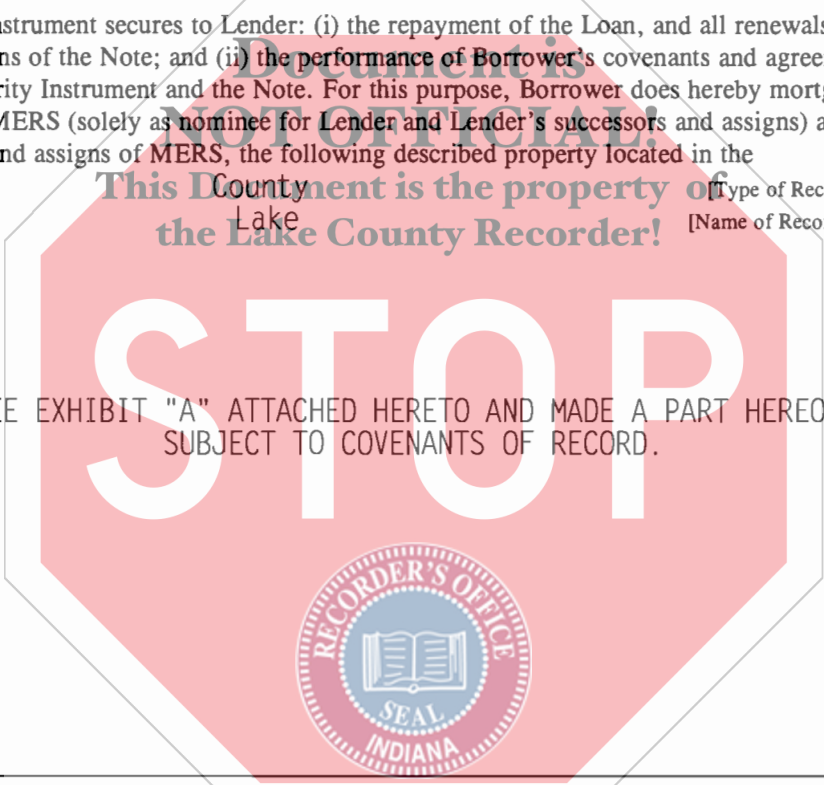 strument secures to Lender: (i) the repayment of the Loan, and all renewals
ns of the Note; and (ii) the performance of Borrower's covenants and agree
rity Instrument and the Note. For this purpose, Borrower does hereby mortg
MERS (solely as nominee for Lender and Lender's successors and assigns) a
nd assigns of MERS, the following described property located in the
County [Type of Rec
Lake [Name of Reco
Document is
NOT OFFICIAL!
This Document is the property of
the Lake County Recorder!
STOP
EE EXHIBIT "A" ATTACHED HERETO AND MADE A PART HEREO
SUBJECT TO COVENANTS OF RECORD.
RECORDER'S OFFICE
SEAL
INDIANA